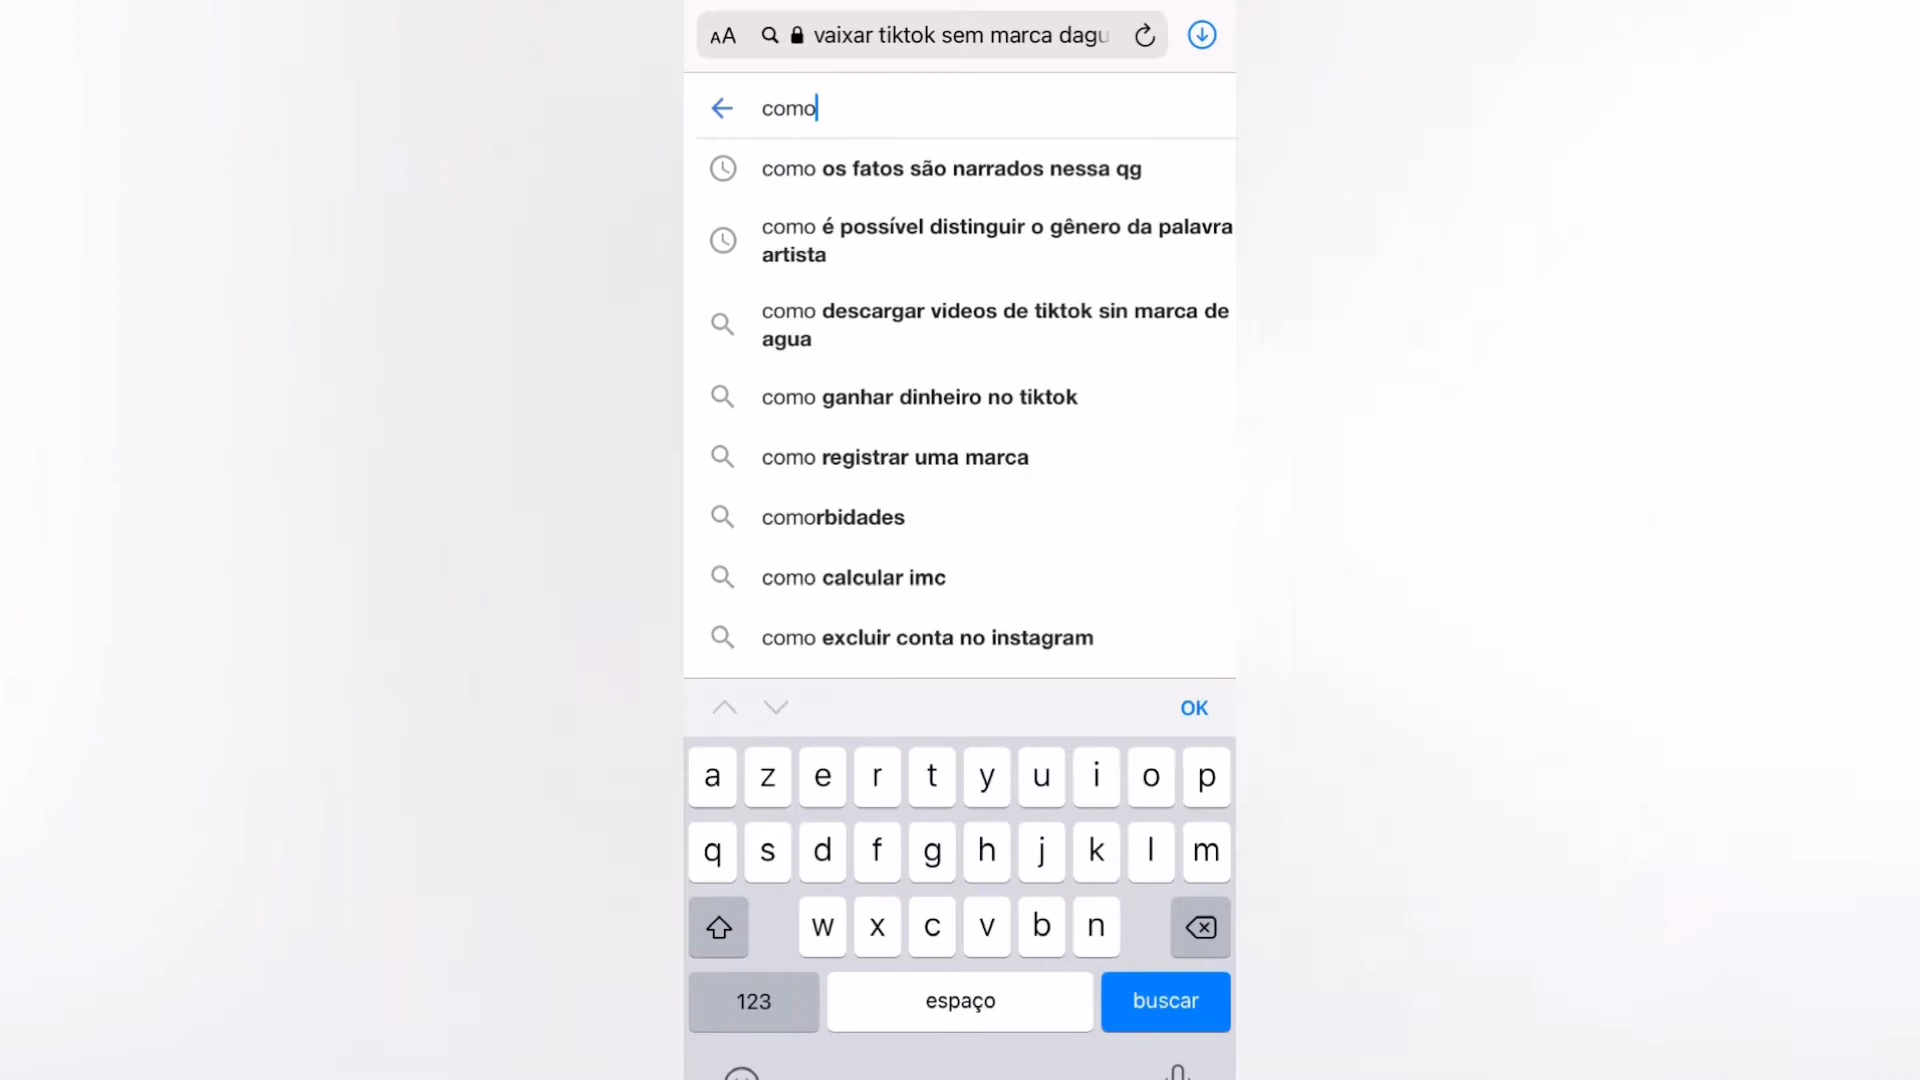 AA vaixar tiktok sem marca dagu
como
como os fatos são narrados nessa qg
como é possível distinguir o gênero da palavra
artista
como descargar videos de tiktok sin marca de
agua
como ganhar dinheiro no tiktok
como registrar uma marca
comorbidades
como calcular imc
como excluir conta no instagram
OK
a z e r t y u i o p
q s d f g h j k l m
w x c v b n
123 espaço buscar